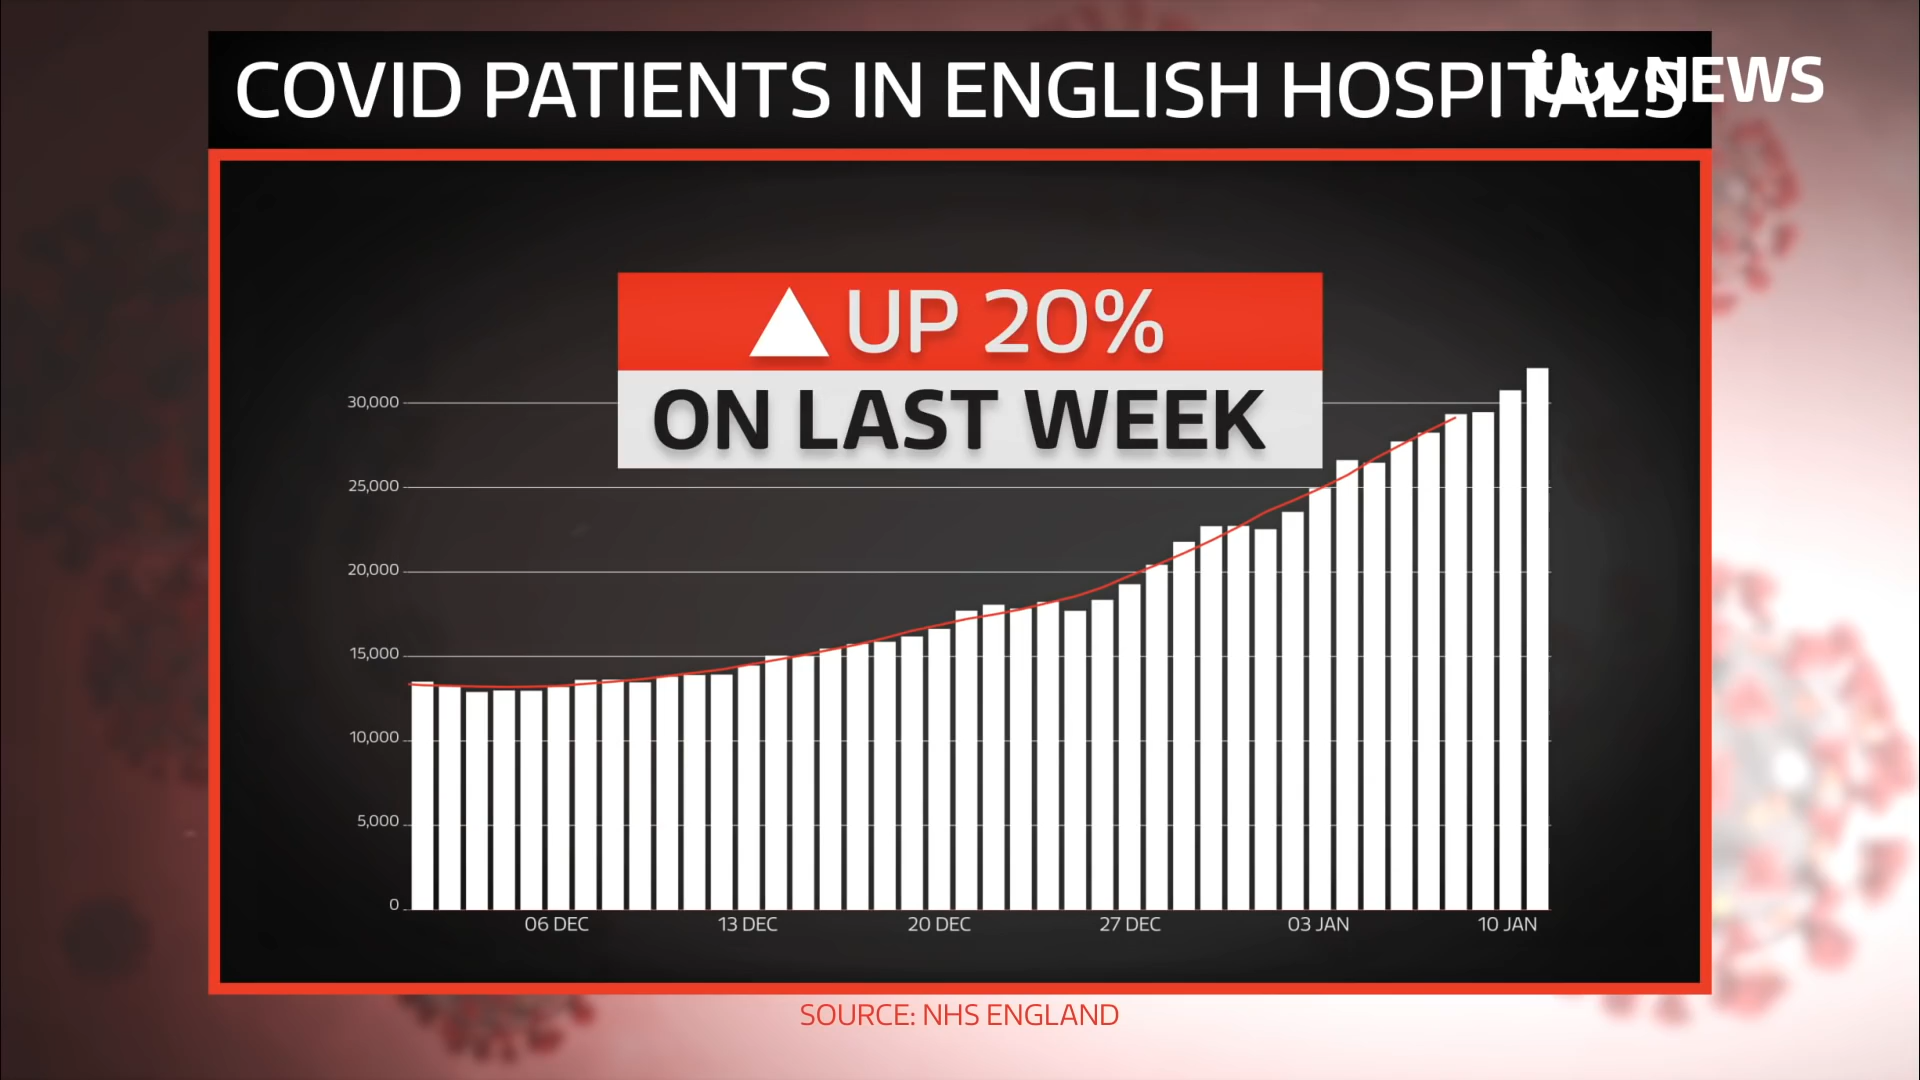 COVID PATIENTS IN ENGLISH HOSPITALS
itv NEWS
UP 20%
ON LAST WEEK
30,000
25,000
20,000
15,000
10,000
5,000
0
06 DEC 13 DEC 20 DEC 27 DEC 03 JAN 10 JAN
SOURCE: NHS ENGLAND